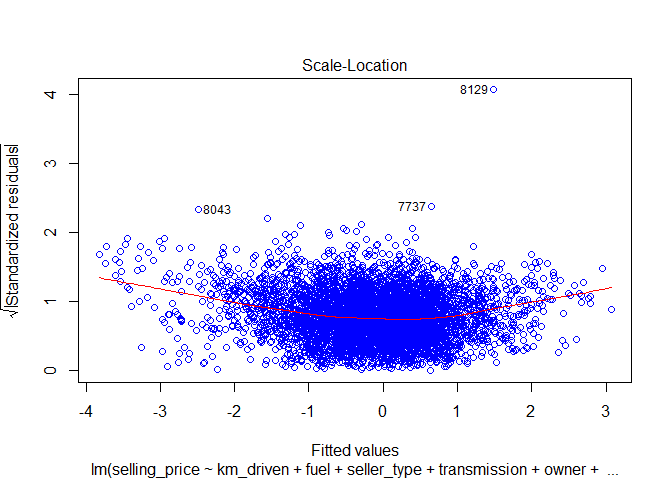 Scale-Location
√|Standardized residuals|
4
3
2
1
0
8129
8043
7737
-4 -3 -2 -1 0 1 2 3
Fitted values
lm(selling_price ~ km_driven + fuel + seller_type + transmission + owner + ...